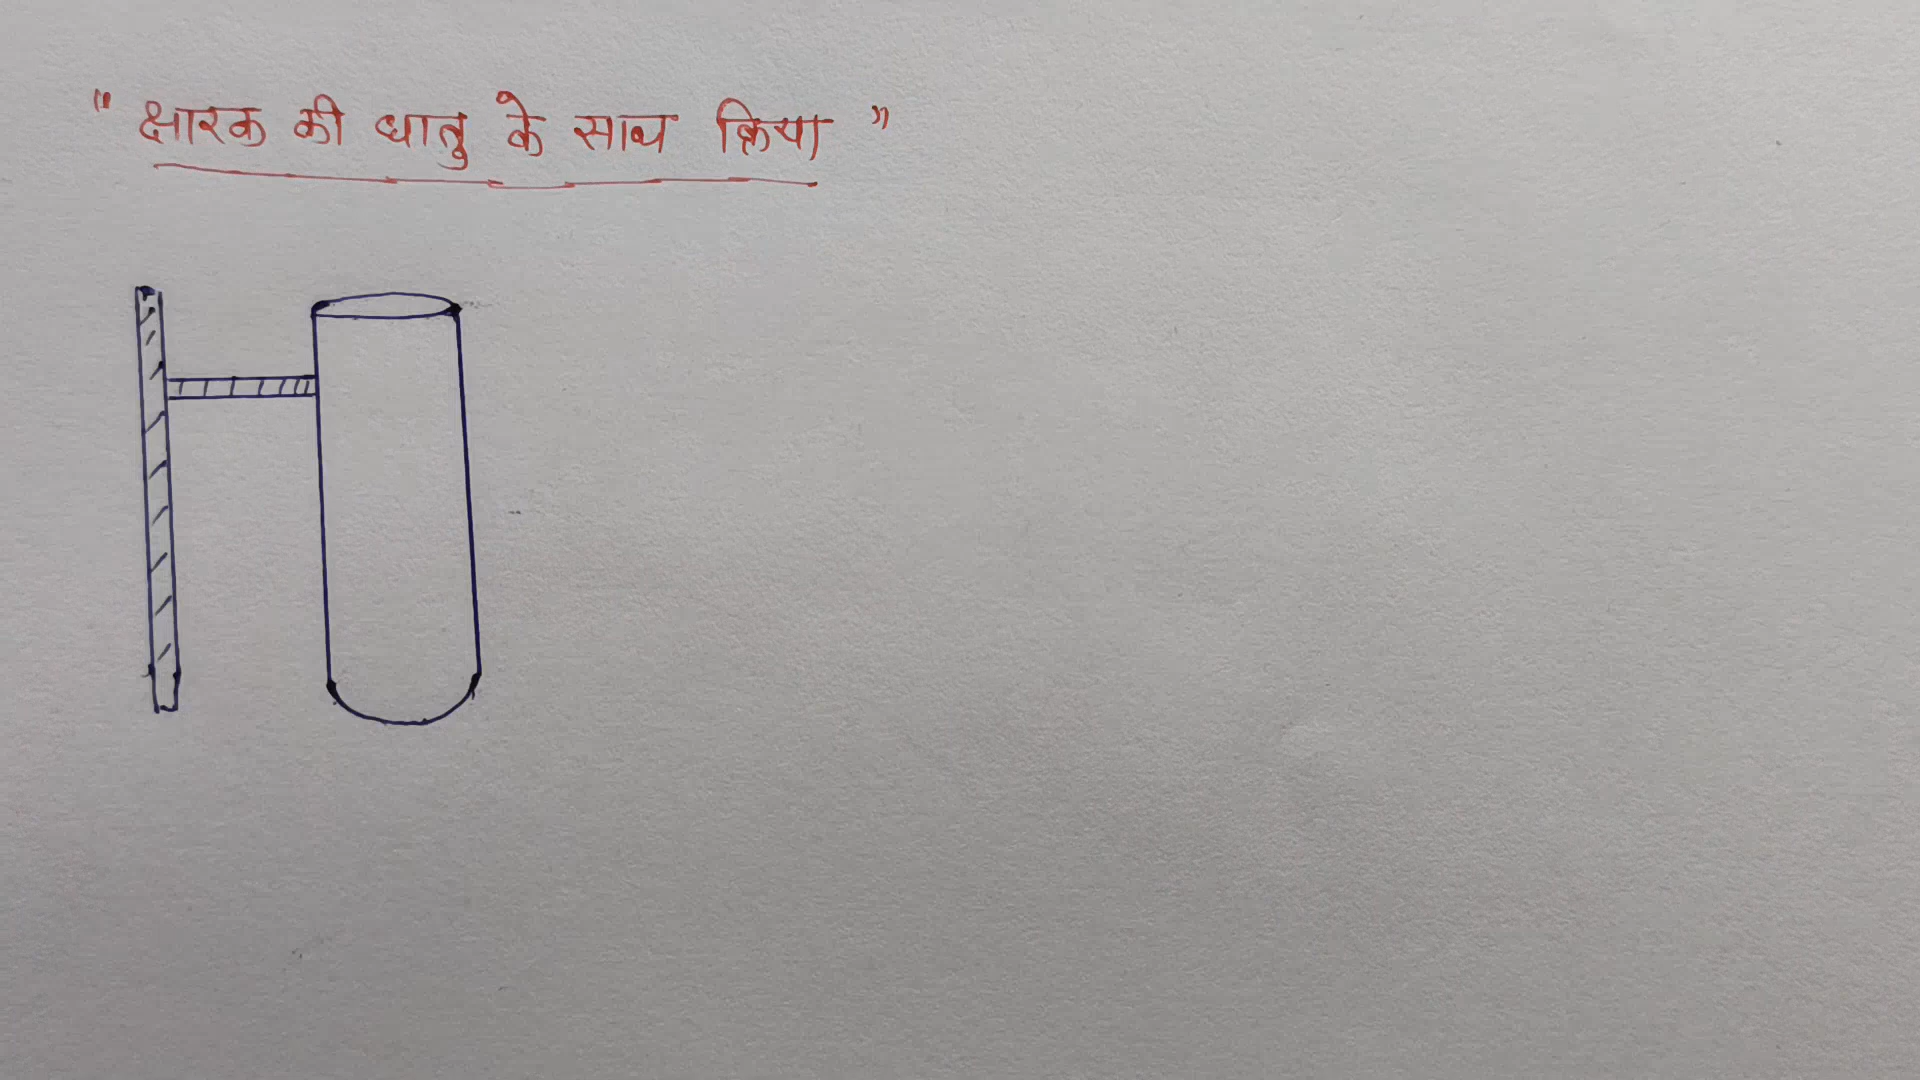 " क्षारक की धातु के साथ क्रिया "